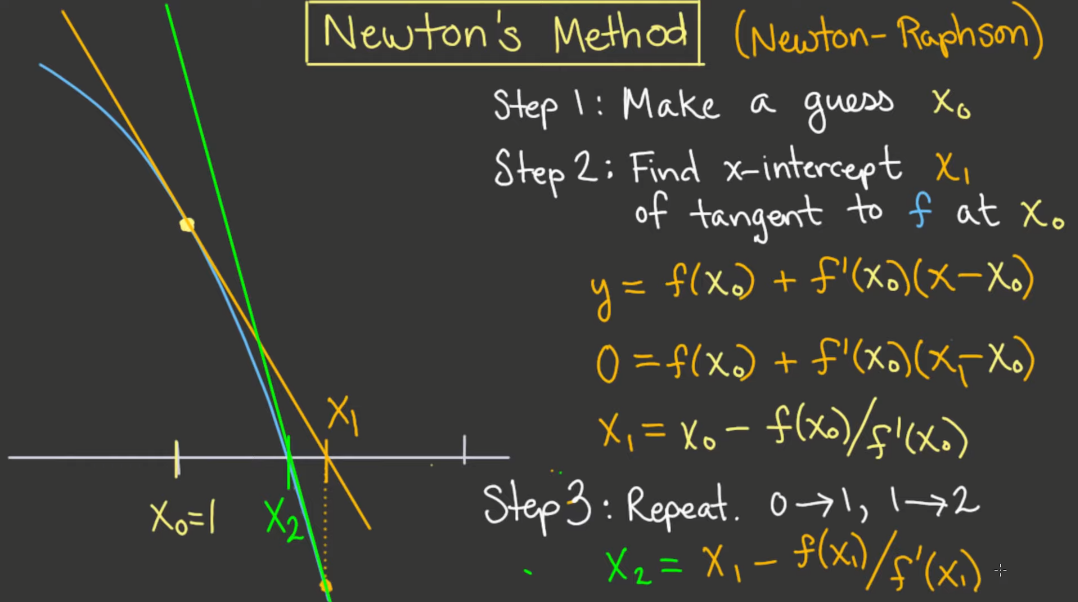 Newton's Method (Newton-Raphson)
Step 1: Make a guess x₀
Step 2: Find x-intercept x₁
of tangent to f at x₀
y = f(x₀) + f'(x₀)(x-x₀)
0 = f(x₀) + f'(x₀)(x₁-x₀)
x₁ = x₀ - f(x₀)/f'(x₀)
Step 3: Repeat. 0→1, 1→2
x₂ = x₁ - f(x₁)/f'(x₁)
x₁
x₀=1
x₂